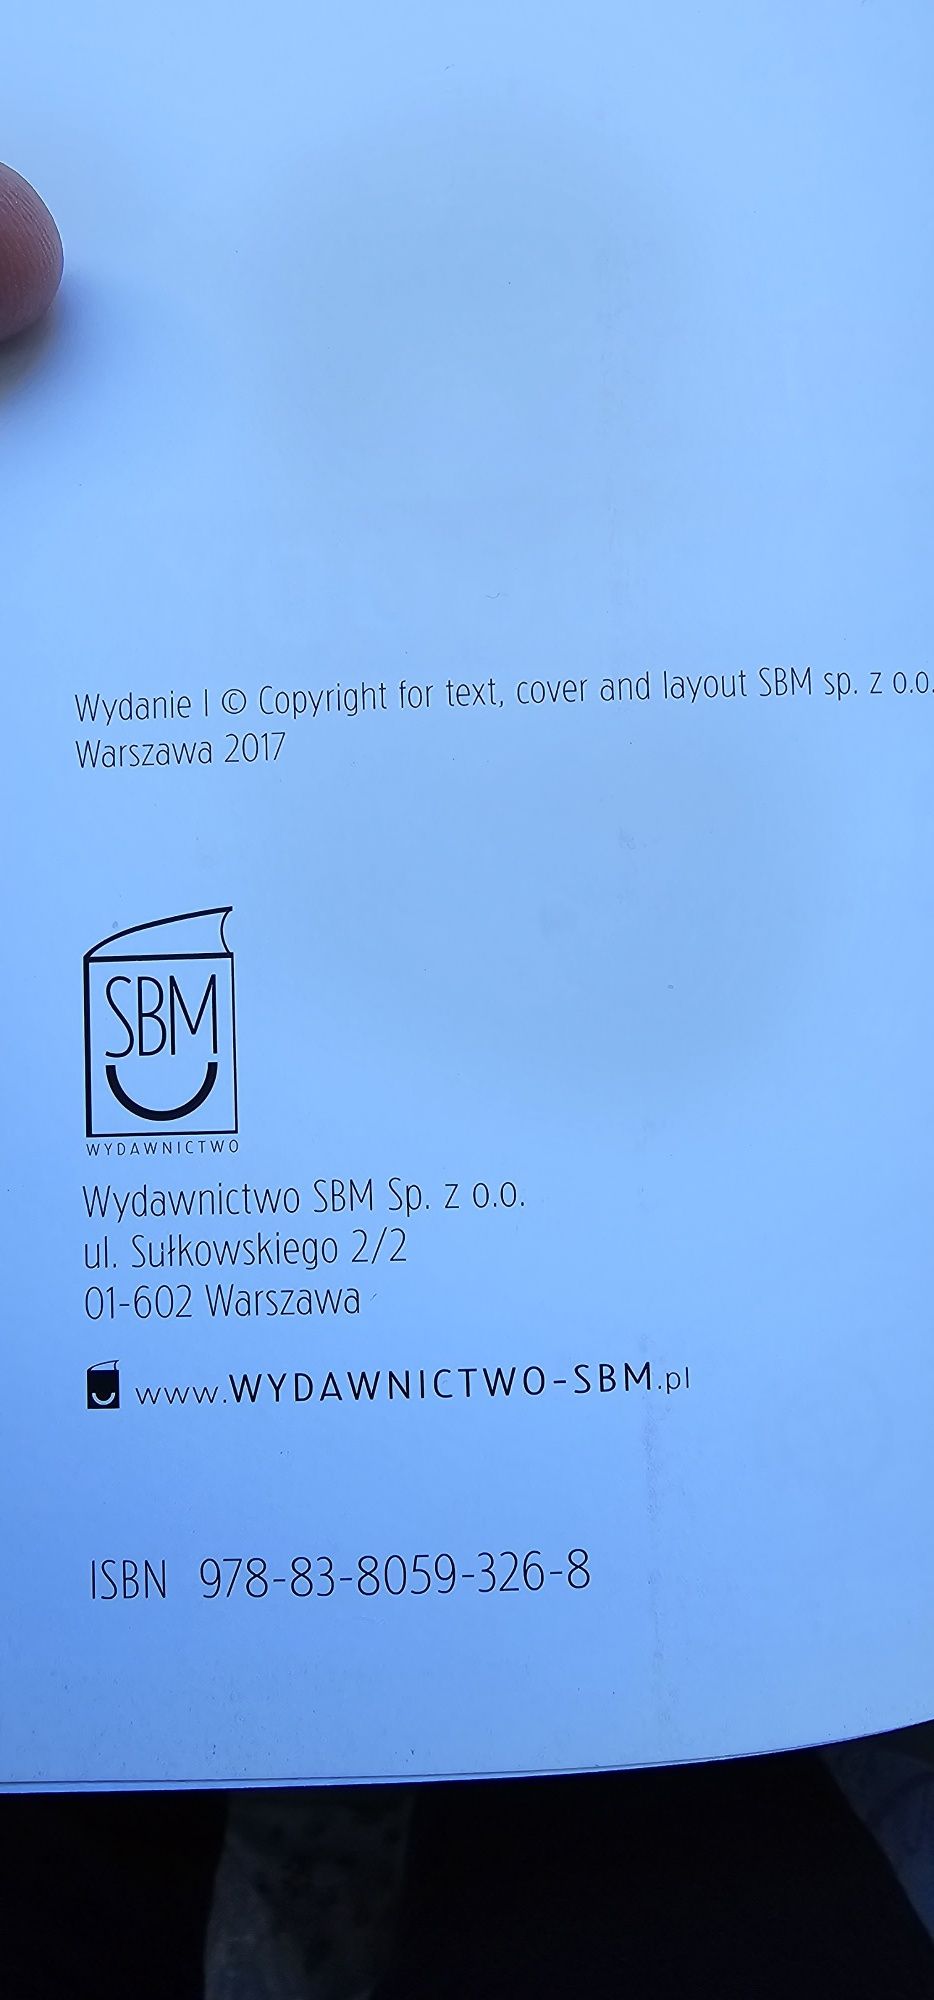 Wydanie I © Copyright for text, cover and layout SBM sp. z o.o.
Warszawa 2017
SBM
WYDAWNICTWO
Wydawnictwo SBM Sp. z o.o.
ul. Sułkowskiego 2/2
01-602 Warszawa
www.WYDAWNICTWO-SBM.pl
ISBN 978-83-8059-326-8